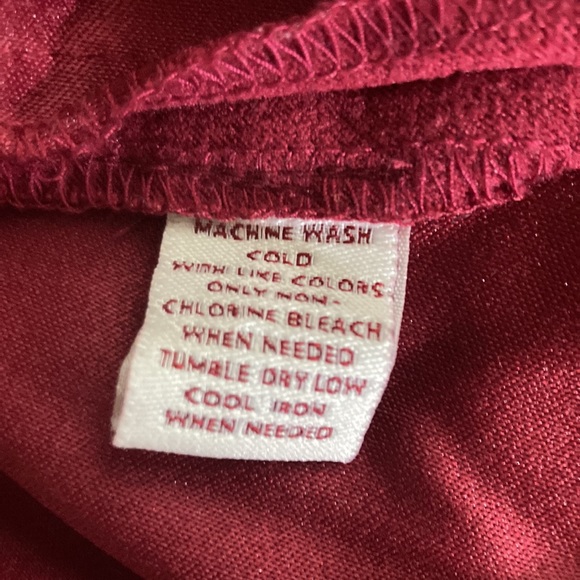 MACHINE WASH
COLD
WITH LIKE COLORS
ONLY NON-
CHLORINE BLEACH
WHEN NEEDED
TUMBLE DRY LOW
COOL IRON
WHEN NEEDED